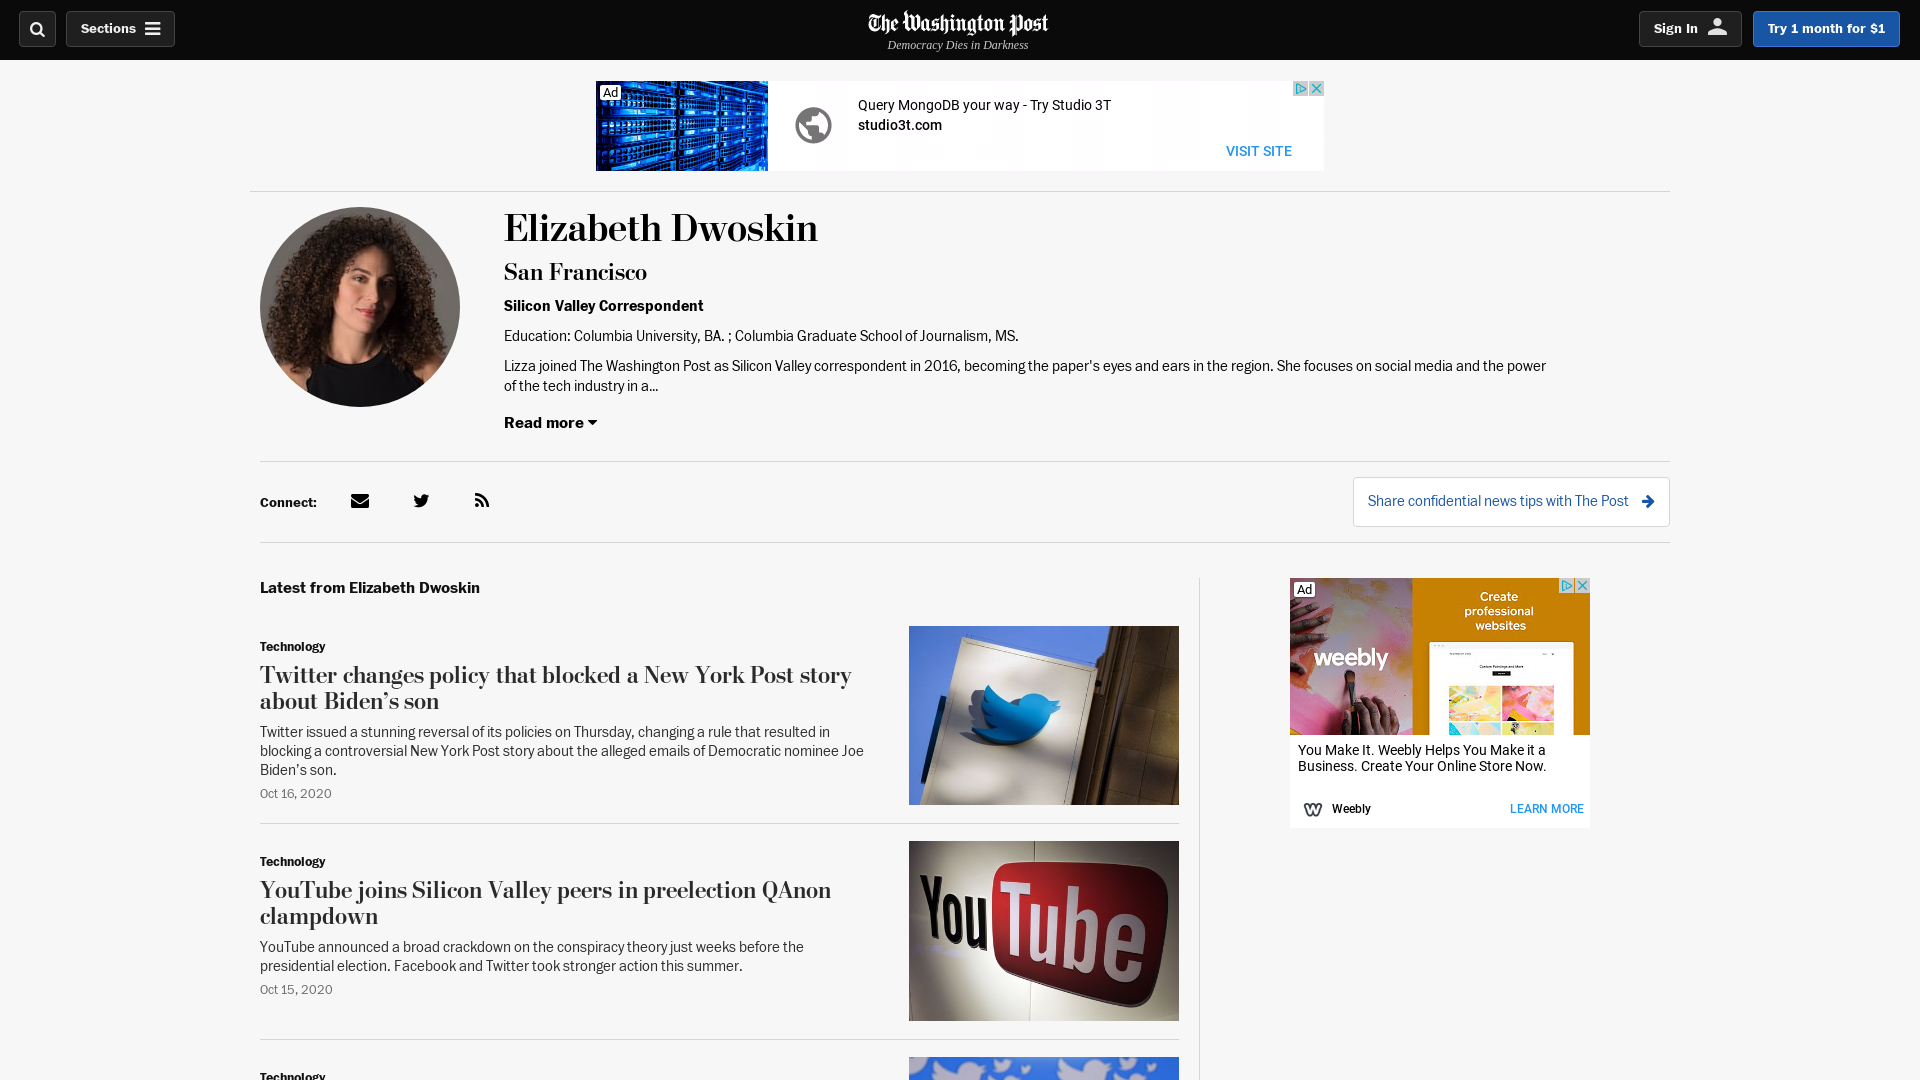 Sections
The Washington Post
Democracy Dies in Darkness
Sign In
Try 1 month for $1
Ad
Query MongoDB your way - Try Studio 3T
studio3t.com
VISIT SITE
Elizabeth Dwoskin
San Francisco
Silicon Valley Correspondent
Education: Columbia University, BA. ; Columbia Graduate School of Journalism, MS.
Lizza joined The Washington Post as Silicon Valley correspondent in 2016, becoming the paper's eyes and ears in the region. She focuses on social media and the power
of the tech industry in a...
Read more
Connect:
Share confidential news tips with The Post
Latest from Elizabeth Dwoskin
Technology
Twitter changes policy that blocked a New York Post story
about Biden’s son
Twitter issued a stunning reversal of its policies on Thursday, changing a rule that resulted in
blocking a controversial New York Post story about the alleged emails of Democratic nominee Joe
Biden’s son.
Oct 16, 2020
Technology
YouTube joins Silicon Valley peers in preelection QAnon
clampdown
YouTube announced a broad crackdown on the conspiracy theory just weeks before the
presidential election. Facebook and Twitter took stronger action this summer.
Oct 15, 2020
YouTube
Technology
Ad
Create
professional
websites
weebly
You Make It. Weebly Helps You Make it a
Business. Create Your Online Store Now.
Weebly
LEARN MORE